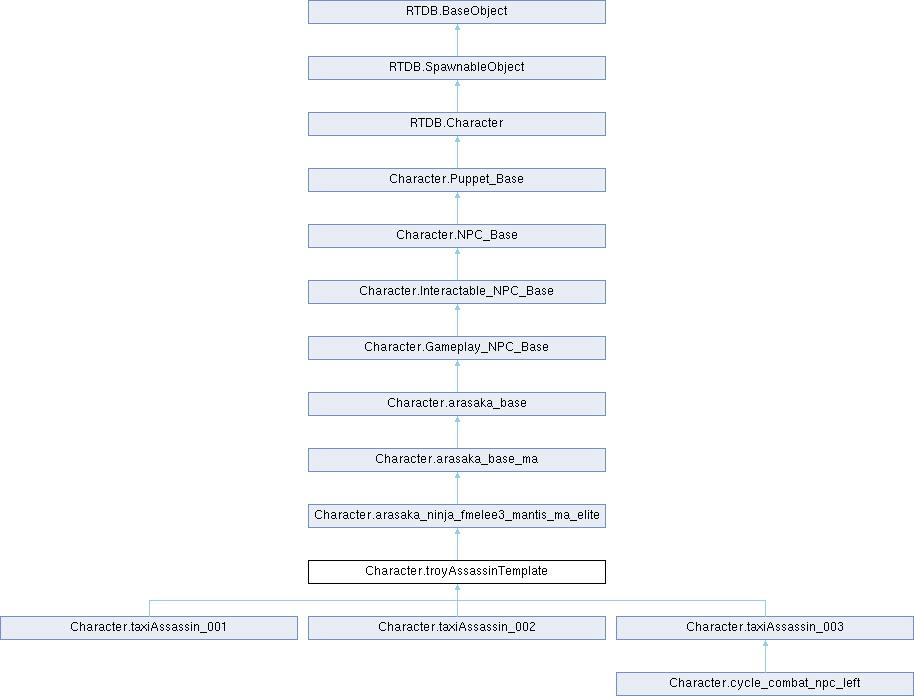 RTDB.BaseObject
RTDB.SpawnableObject
RTDB.Character
Character.Puppet_Base
Character.NPC_Base
Character.Interactable_NPC_Base
Character.Gameplay_NPC_Base
Character.arasaka_base
Character.arasaka_base_ma
Character.arasaka_ninja_fmelee3_mantis_ma_elite
Character.troyAssassinTemplate
Character.taxiAssassin_001
Character.taxiAssassin_002
Character.taxiAssassin_003
Character.cycle_combat_npc_left